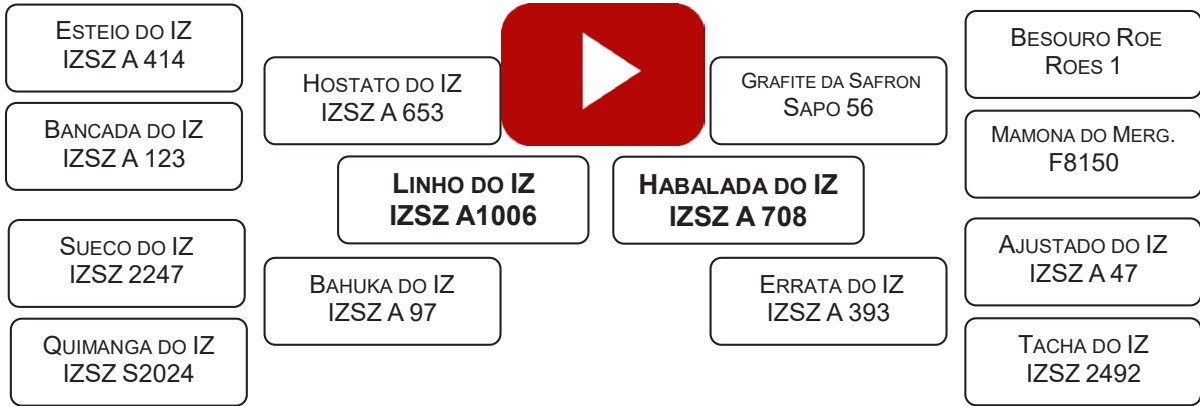 ESTEIO DO IZ
IZSZ A 414
BANCADA DO IZ
IZSZ A 123
SUECO DO IZ
IZSZ 2247
QUIMANGA DO IZ
IZSZ S2024
HOSTATO DO IZ
IZSZ A 653
BAHUKA DO IZ
IZSZ A 97
LINHO DO IZ
IZSZ A1006
HABALADA DO IZ
IZSZ A 708
GRAFITE DA SAFRON
SAPO 56
ERRATA DO IZ
IZSZ A 393
BESOURO ROE
ROES 1
MAMONA DO MERG.
F8150
AJUSTADO DO IZ
IZSZ A 47
TACHA DO IZ
IZSZ 2492